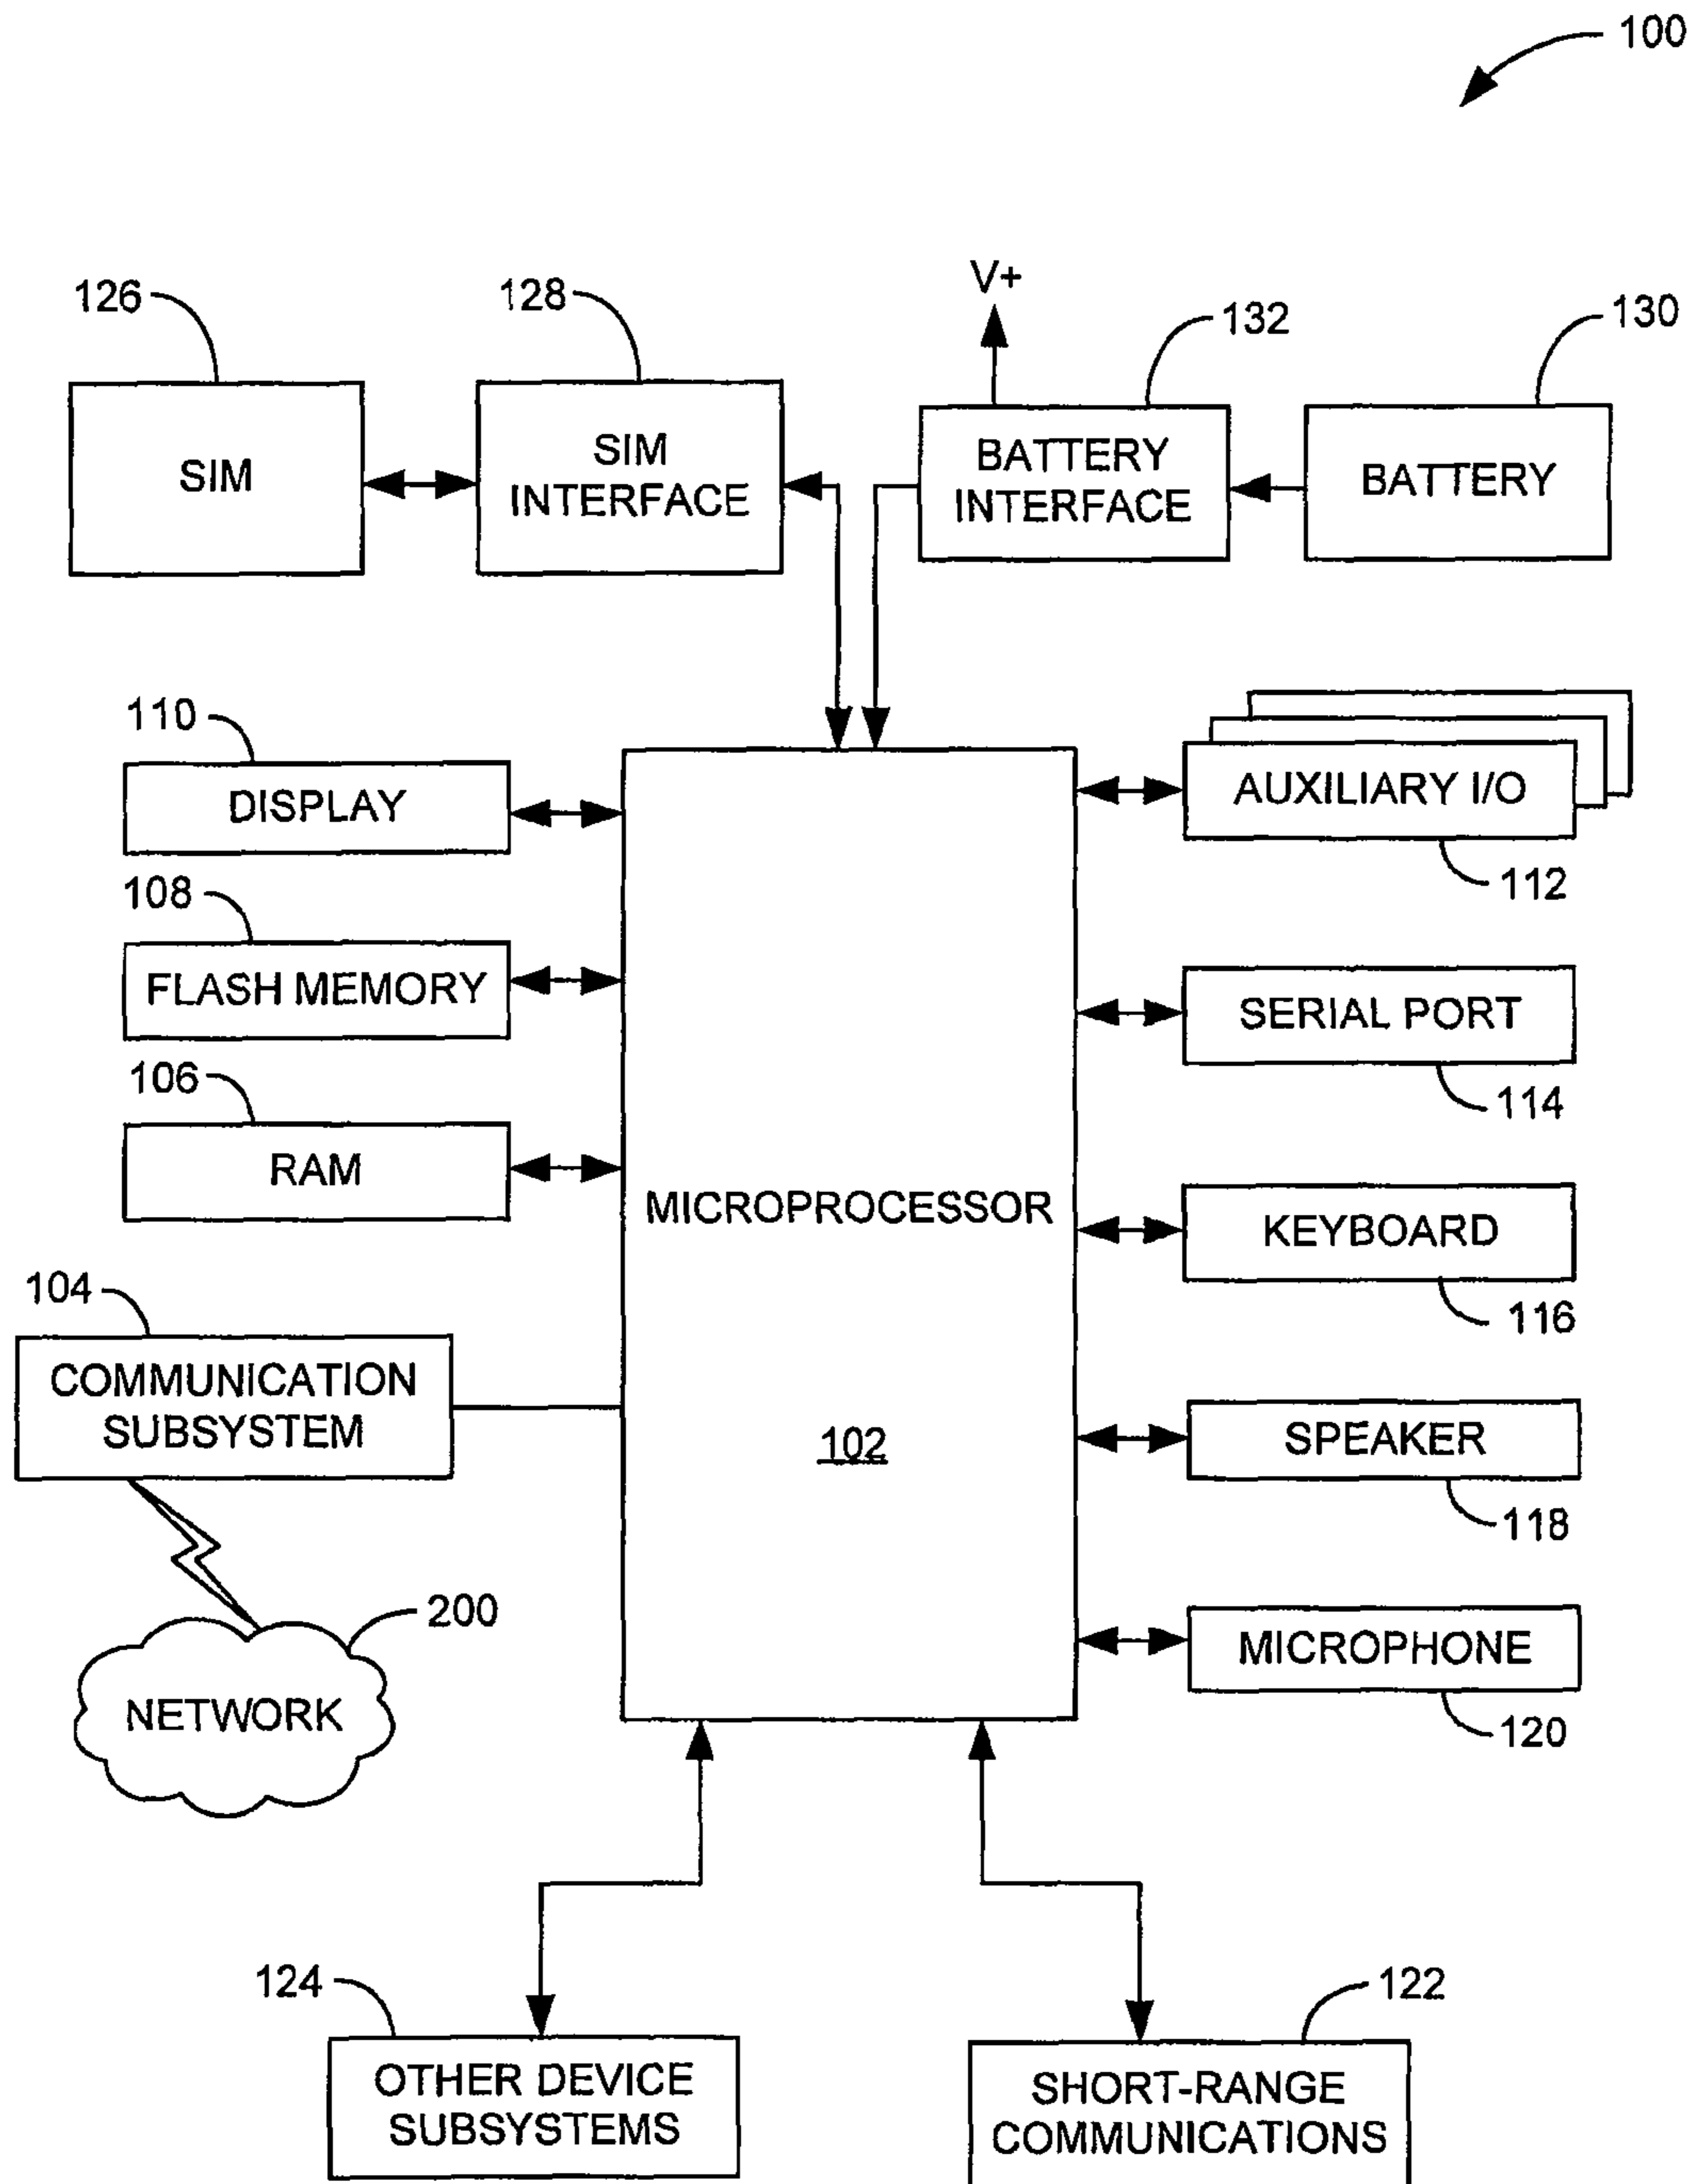 100
V+
126
128
132
130
SIM
SIM
INTERFACE
BATTERY
INTERFACE
BATTERY
110
DISPLAY
AUXILIARY I/O
112
108
FLASH MEMORY
SERIAL PORT
114
106
RAM
MICROPROCESSOR
102
KEYBOARD
116
104
COMMUNICATION
SUBSYSTEM
SPEAKER
118
200
NETWORK
MICROPHONE
120
124
OTHER DEVICE
SUBSYSTEMS
122
SHORT-RANGE
COMMUNICATIONS